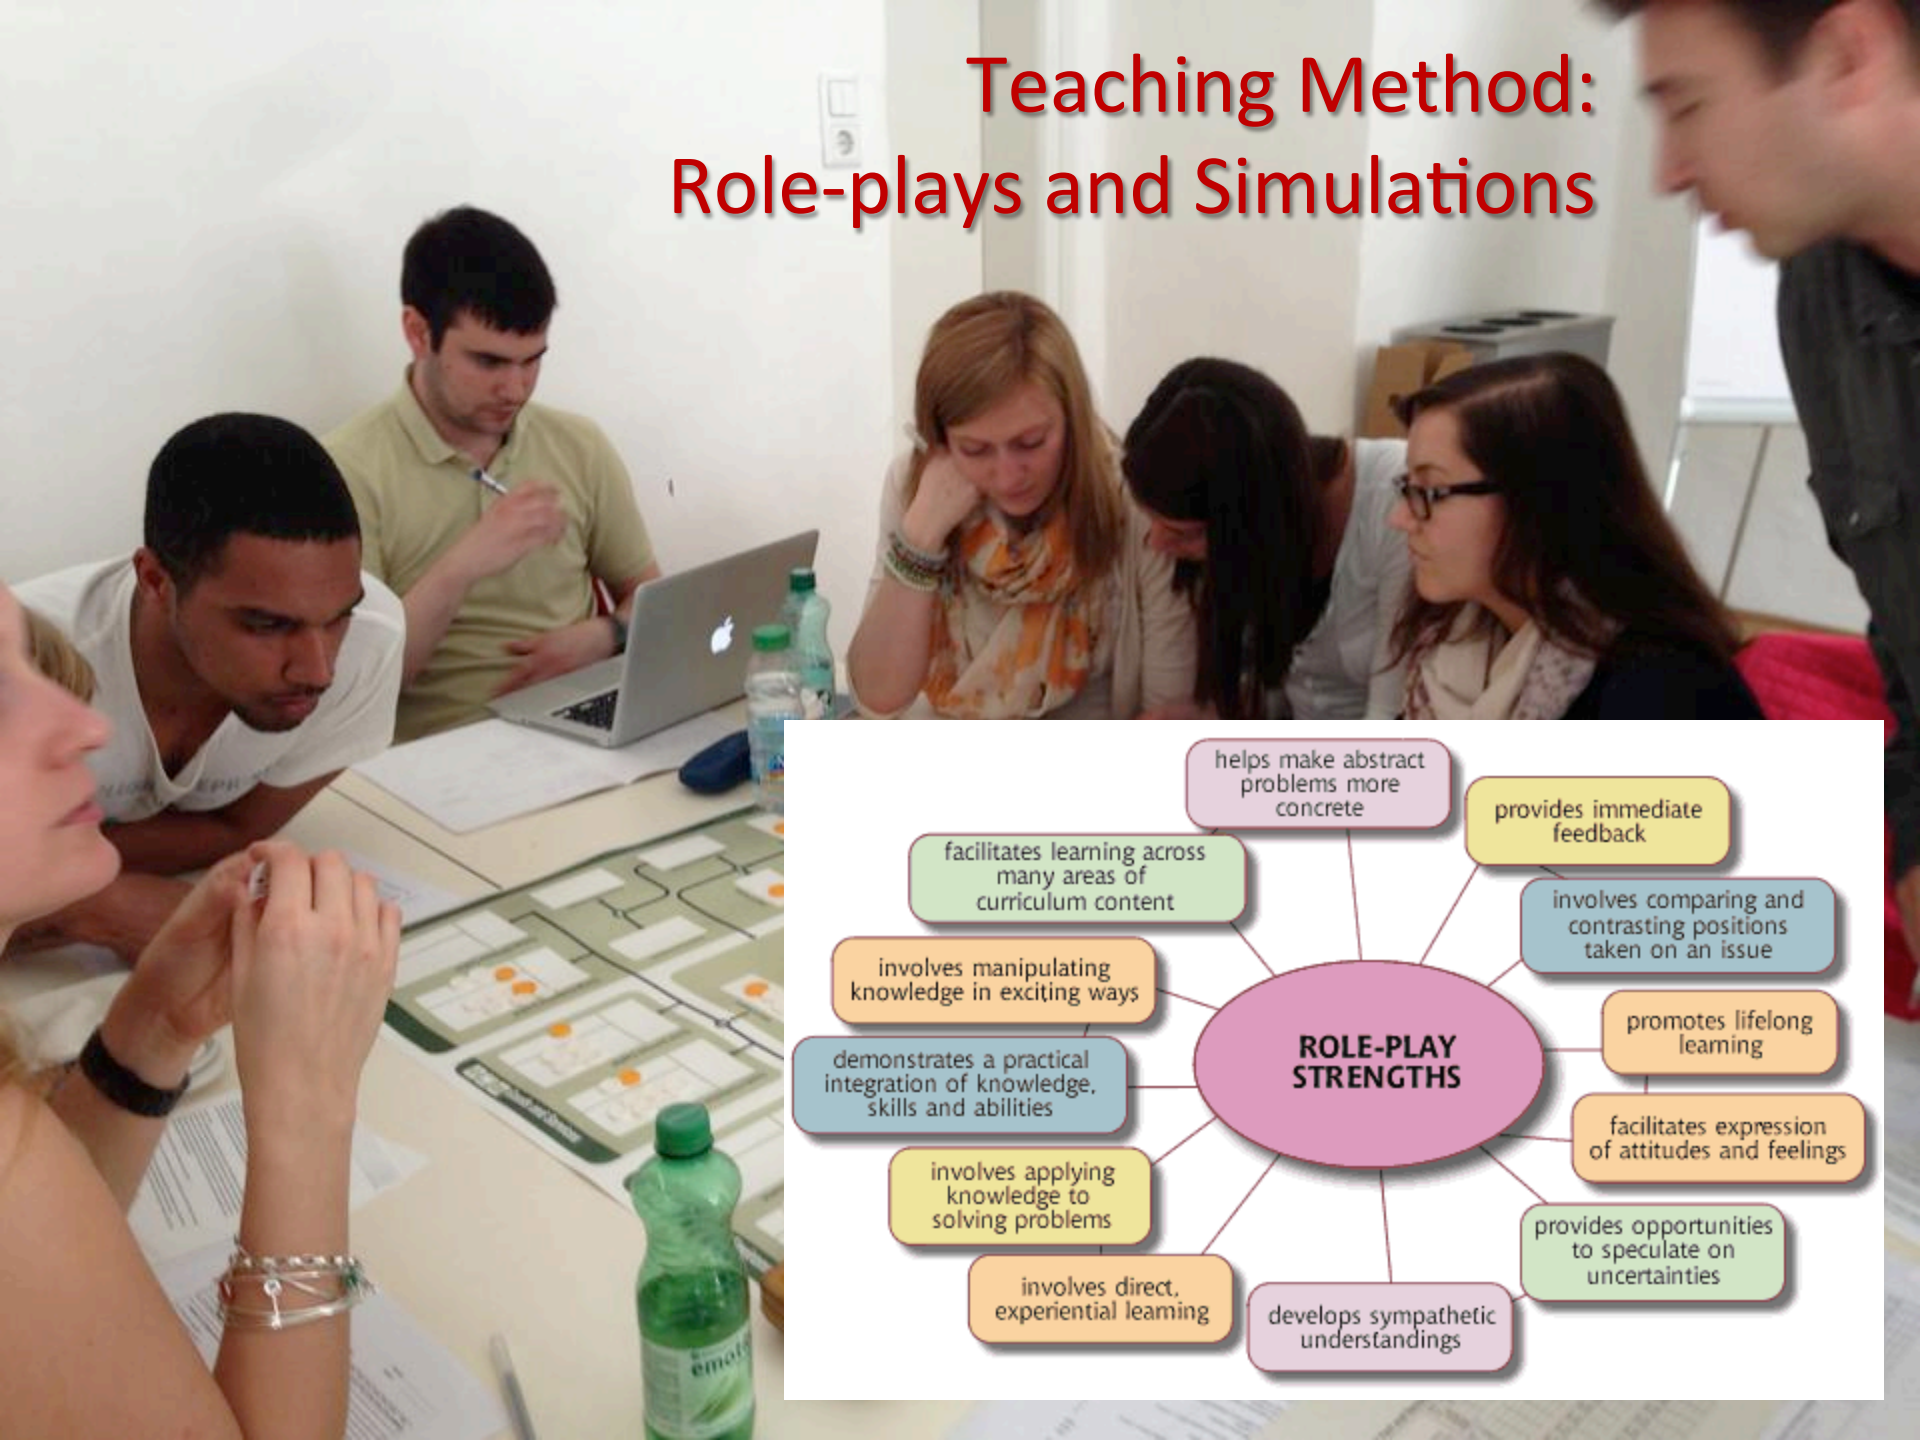 Teaching Method:
Role-plays and Simulations
helps make abstract
problems more
concrete
provides immediate
feedback
facilitates learning across
many areas of
curriculum content
involves comparing and
contrasting positions
taken on an issue
involves manipulating
knowledge in exciting ways
promotes lifelong
learning
ROLE-PLAY
STRENGTHS
demonstrates a practical
integration of knowledge,
skills and abilities
facilitates expression
of attitudes and feelings
involves applying
knowledge to
solving problems
provides opportunities
to speculate on
uncertainties
involves direct,
experiential learning
develops sympathetic
understandings